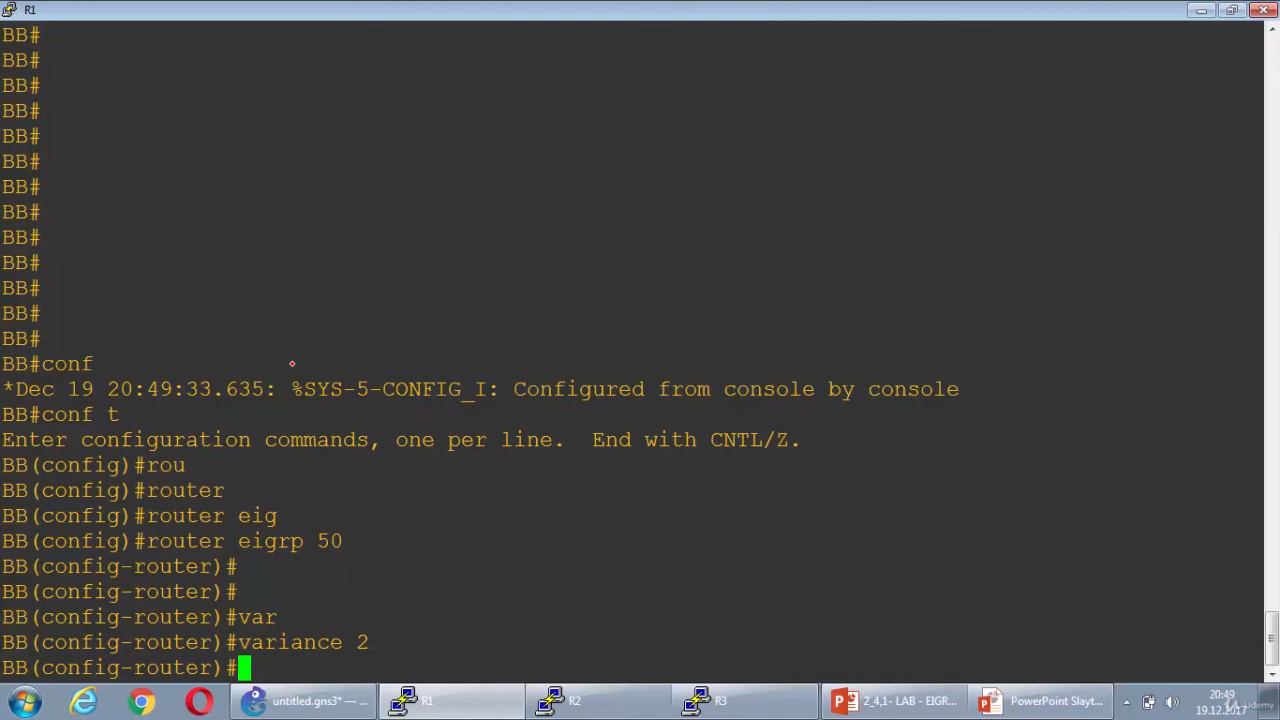 R1
BB#
BB#
BB#
BB#
BB#
BB#
BB#
BB#
BB#
BB#
BB#
BB#
BB#
BB#conf
*Dec 19 20:49:33.635: %SYS-5-CONFIG_I: Configured from console by console
BB#conf t
Enter configuration commands, one per line.  End with CNTL/Z.
BB(config)#rou
BB(config)#router
BB(config)#router eig
BB(config)#router eigrp 50
BB(config-router)#
BB(config-router)#
BB(config-router)#var
BB(config-router)#variance 2
BB(config-router)#
untitled.gns3* — ...
R1
R2
R3
2_4,1- LAB - EIGR...
PowerPoint Slayt...
20:49
19.12.2017
Udemy